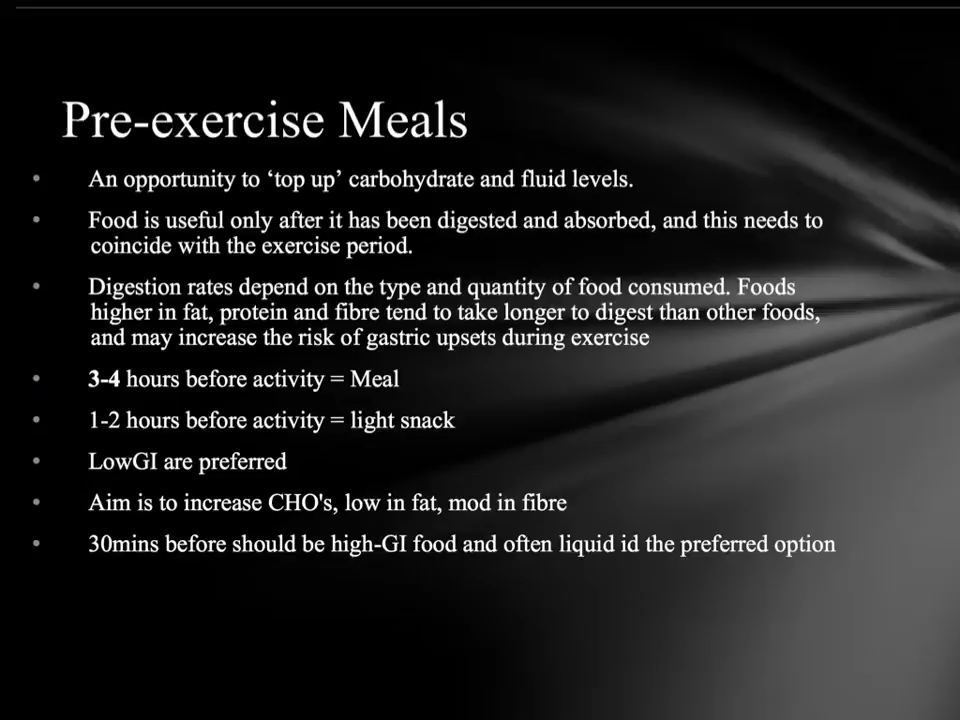 Pre-exercise Meals
• An opportunity to ‘top up’ carbohydrate and fluid levels.
• Food is useful only after it has been digested and absorbed, and this needs to
coincide with the exercise period.
• Digestion rates depend on the type and quantity of food consumed. Foods
higher in fat, protein and fibre tend to take longer to digest than other foods,
and may increase the risk of gastric upsets during exercise
• 3-4 hours before activity = Meal
• 1-2 hours before activity = light snack
• LowGI are preferred
• Aim is to increase CHO's, low in fat, mod in fibre
• 30mins before should be high-GI food and often liquid id the preferred option